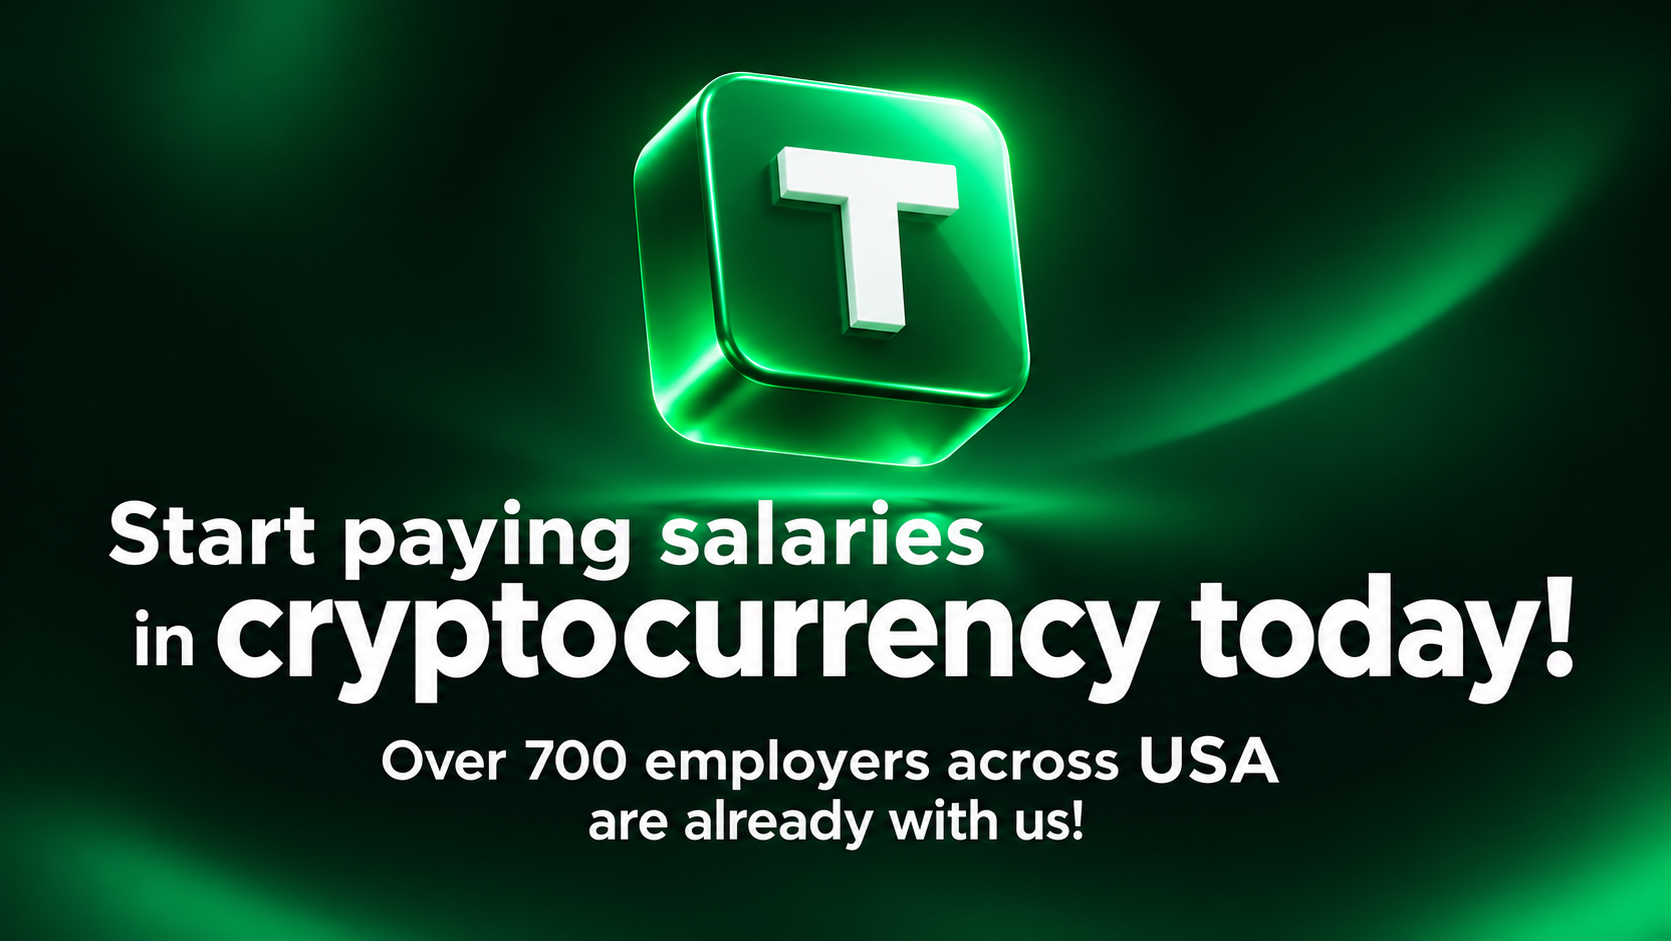 T
Start paying salaries
in cryptocurrency today!
Over 700 employers across USA
are already with us!